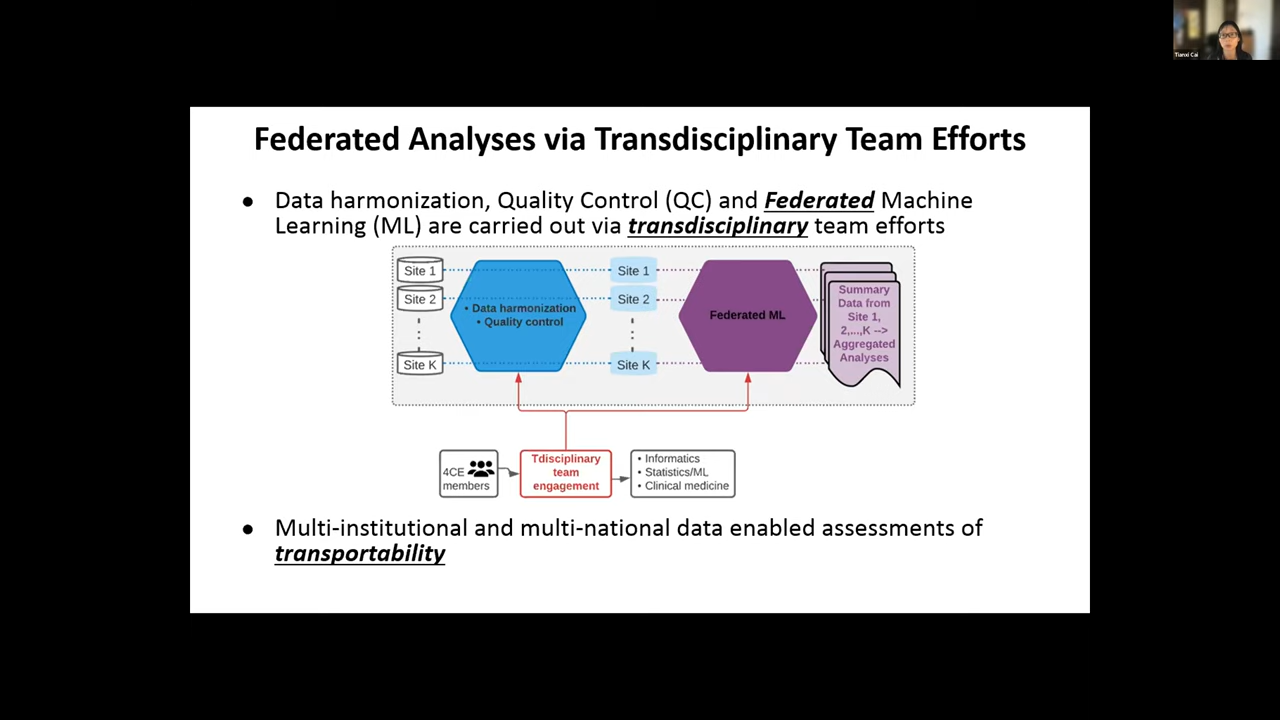 Tianxi Cai
Federated Analyses via Transdisciplinary Team Efforts
● Data harmonization, Quality Control (QC) and Federated Machine
Learning (ML) are carried out via transdisciplinary team efforts
Site 1
Site 2
Site K
• Data harmonization
• Quality control
Site 1
Site 2
Site K
Federated ML
Summary
Data from
Site 1,
2,...,K -->
Aggregated
Analyses
4CE
members
Tdisciplinary
team
engagement
• Informatics
• Statistics/ML
• Clinical medicine
● Multi-institutional and multi-national data enabled assessments of
transportability